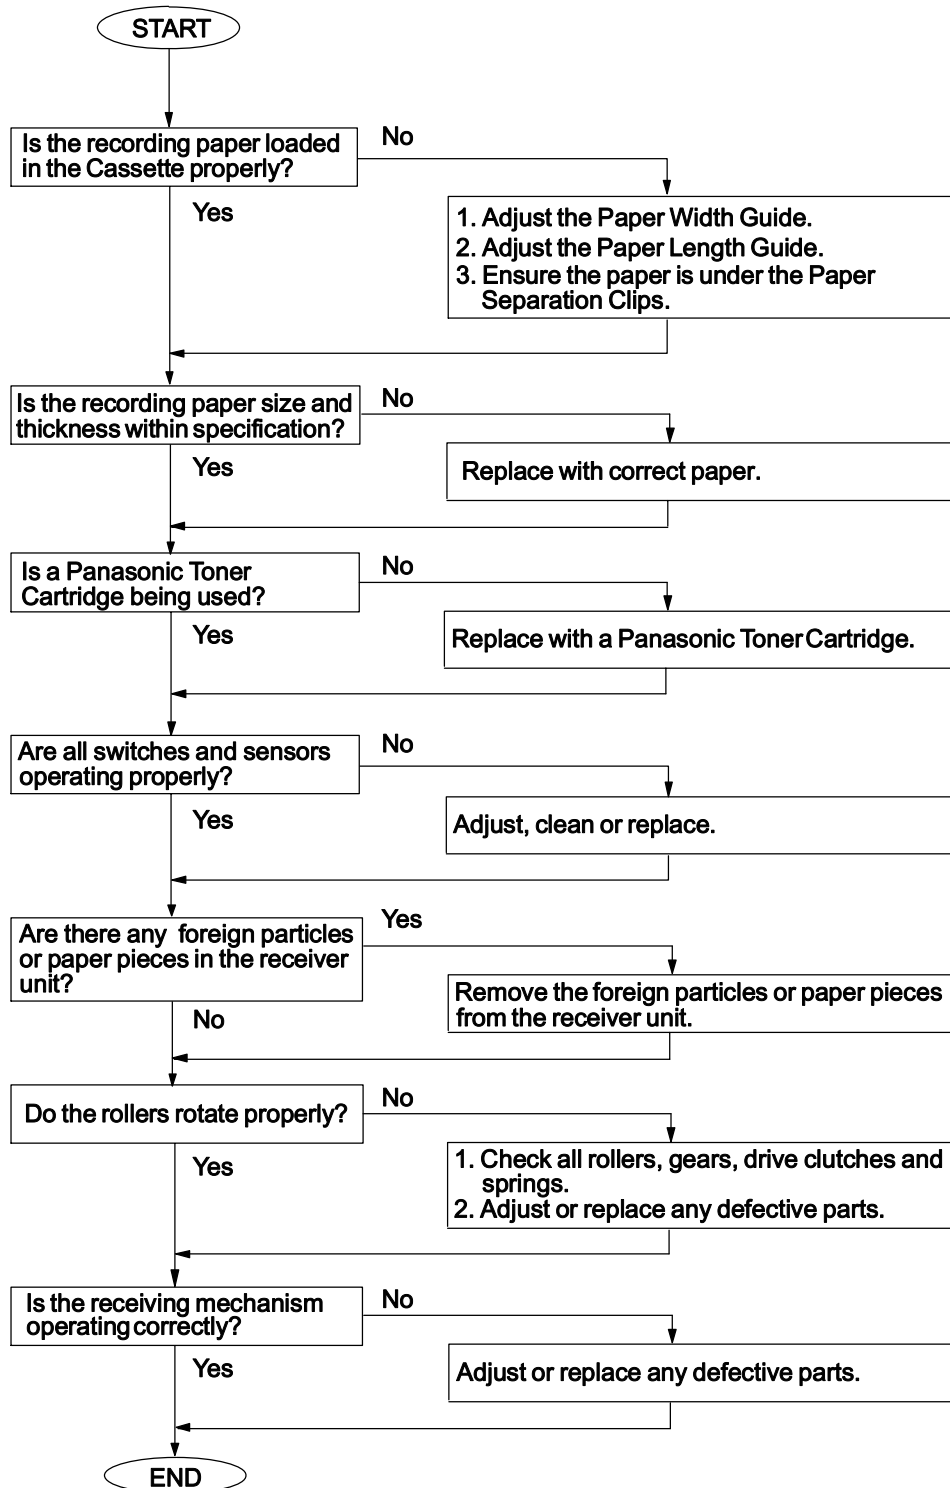 START
Is the recording paper loaded
in the Cassette properly?
No
Yes
1. Adjust the Paper Width Guide.
2. Adjust the Paper Length Guide.
3. Ensure the paper is under the Paper
Separation Clips.
Is the recording paper size and
thickness within specification?
No
Yes
Replace with correct paper.
Is a Panasonic Toner
Cartridge being used?
No
Yes
Replace with a Panasonic Toner Cartridge.
Are all switches and sensors
operating properly?
No
Yes
Adjust, clean or replace.
Are there any foreign particles
or paper pieces in the receiver
unit?
Yes
No
Remove the foreign particles or paper pieces
from the receiver unit.
Do the rollers rotate properly?
No
Yes
1. Check all rollers, gears, drive clutches and
springs.
2. Adjust or replace any defective parts.
Is the receiving mechanism
operating correctly?
No
Yes
Adjust or replace any defective parts.
END